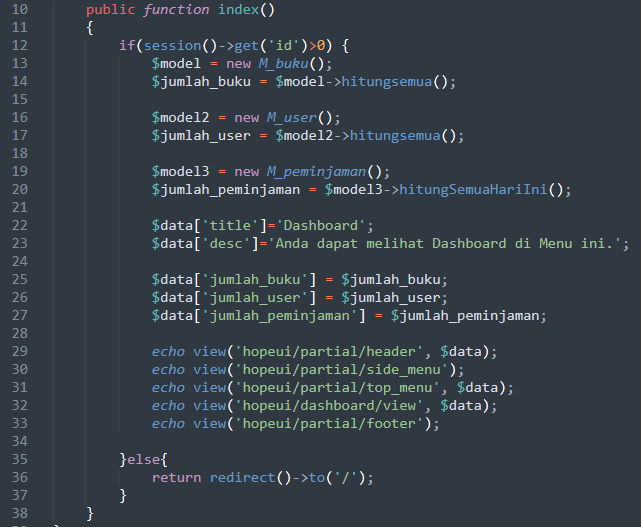 10 public function index()
11 {
12 if(session()->get('id')>0) {
13 $model = new M_buku();
14 $jumlah_buku = $model->hitungsemua();
15
16 $model2 = new M_user();
17 $jumlah_user = $model2->hitungsemua();
18
19 $model3 = new M_peminjaman();
20 $jumlah_peminjaman = $model3->hitungSemuaHariIni();
21
22 $data['title']='Dashboard';
23 $data['desc']='Anda dapat melihat Dashboard di Menu ini.';
24
25 $data['jumlah_buku'] = $jumlah_buku;
26 $data['jumlah_user'] = $jumlah_user;
27 $data['jumlah_peminjaman'] = $jumlah_peminjaman;
28
29 echo view('hopeui/partial/header', $data);
30 echo view('hopeui/partial/side_menu');
31 echo view('hopeui/partial/top_menu', $data);
32 echo view('hopeui/dashboard/view', $data);
33 echo view('hopeui/partial/footer');
34
35 }else{
36 return redirect()->to('/');
37 }
38 }